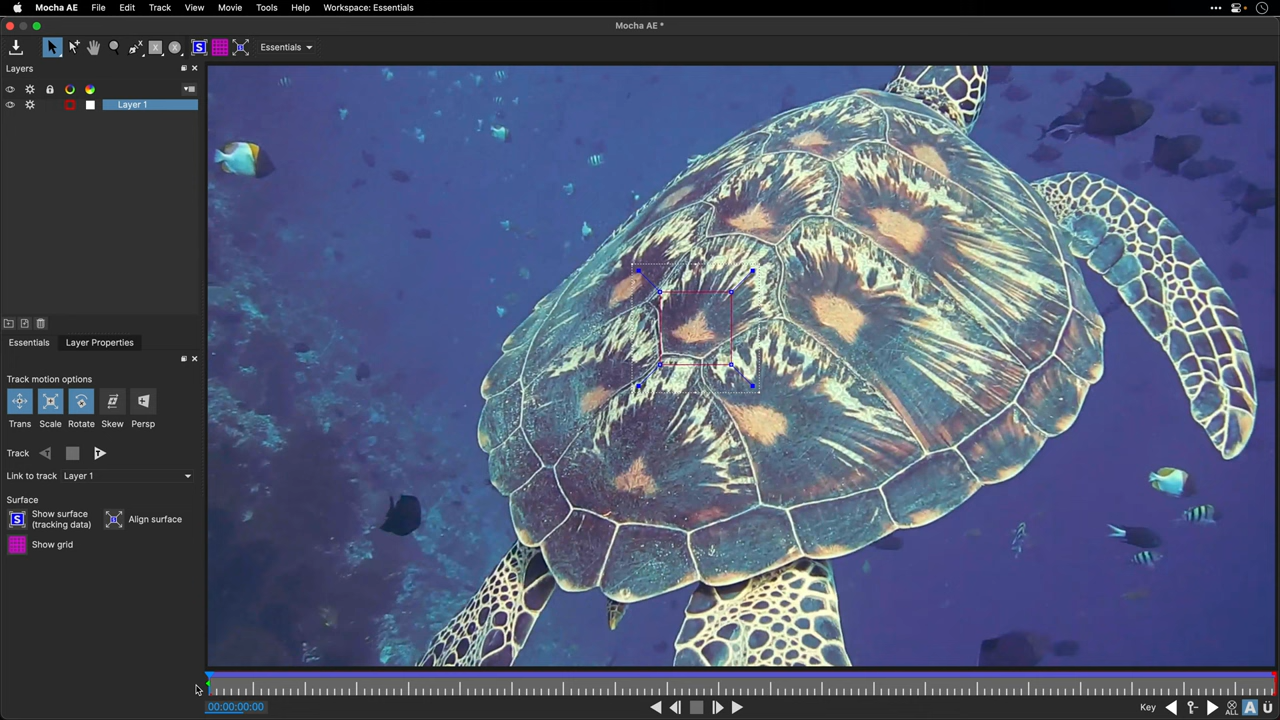 Mocha AE File Edit Track View Movie Tools Help Workspace: Essentials
Mocha AE *
S Essentials
Layers
Layer 1
Essentials Layer Properties
Track motion options
Trans Scale Rotate Skew Persp
Track
Link to track Layer 1
Surface
S Show surface (tracking data) Align surface
Show grid
00:00:00:00 Key ALL A Ü